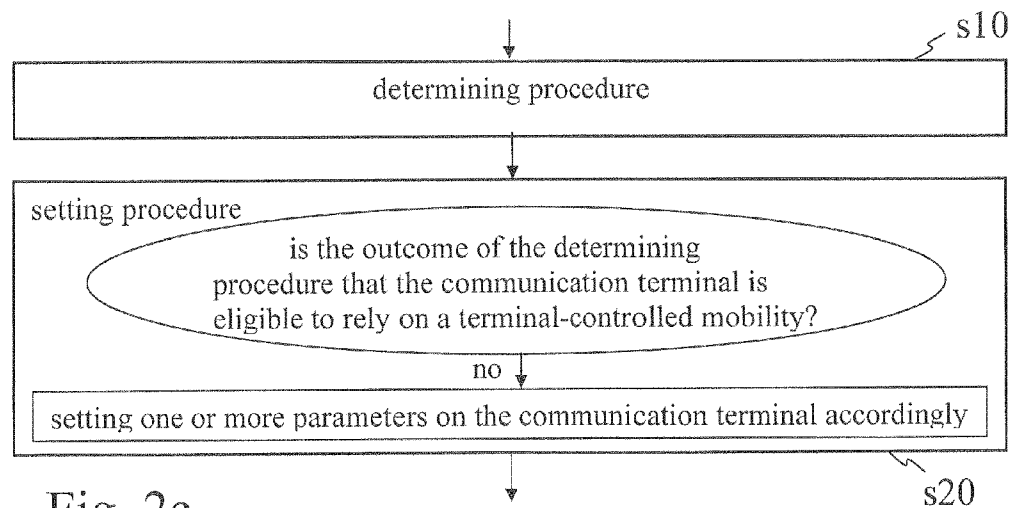 s10
determining procedure
setting procedure
is the outcome of the determining
procedure that the communication terminal is
eligible to rely on a terminal-controlled mobility?
no
setting one or more parameters on the communication terminal accordingly
s20
Fig.